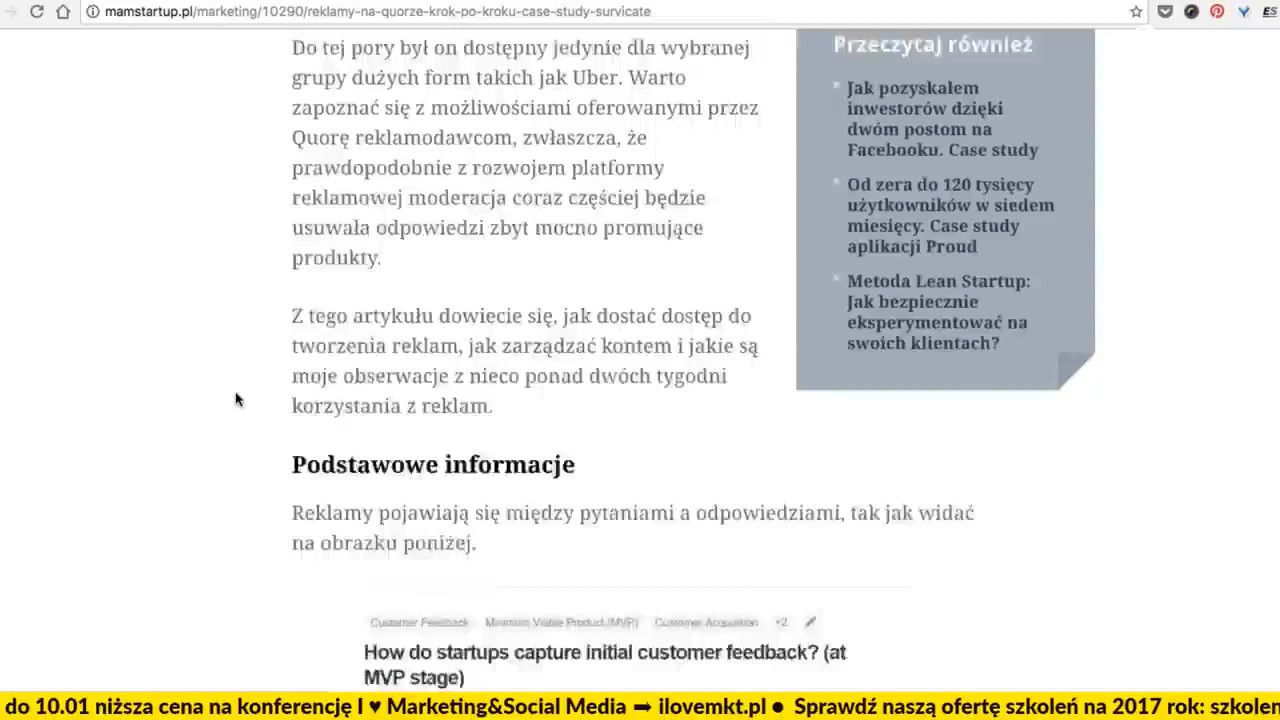 mamstartup.pl/marketing/10290/reklamy-na-quorze-krok-po-kroku-case-study-survicate
ES
Do tej pory był on dostępny jedynie dla wybranej
grupy dużych form takich jak Uber. Warto
zapoznać się z możliwościami oferowanymi przez
Quorę reklamodawcom, zwłaszcza, że
prawdopodobnie z rozwojem platformy
reklamowej moderacja coraz częściej będzie
usuwała odpowiedzi zbyt mocno promujące
produkty.
Z tego artykułu dowiecie się, jak dostać dostęp do
tworzenia reklam, jak zarządzać kontem i jakie są
moje obserwacje z nieco ponad dwóch tygodni
korzystania z reklam.
Przeczytaj również
Jak pozyskałem
inwestorów dzięki
dwóm postom na
Facebooku. Case study
Od zera do 120 tysięcy
użytkowników w siedem
miesięcy. Case study
aplikacji Proud
Metoda Lean Startup:
Jak bezpiecznie
eksperymentować na
swoich klientach?
Podstawowe informacje
Reklamy pojawiają się między pytaniami a odpowiedziami, tak jak widać
na obrazku poniżej.
Customer Feedback Minimum Viable Product (MVP) Customer Acquisition +2
How do startups capture initial customer feedback? (at
MVP stage)
do 10.01 niższa cena na konferencję I ♥ Marketing&Social Media ➡ ilovemkt.pl ● Sprawdź naszą ofertę szkoleń na 2017 rok: szkolen